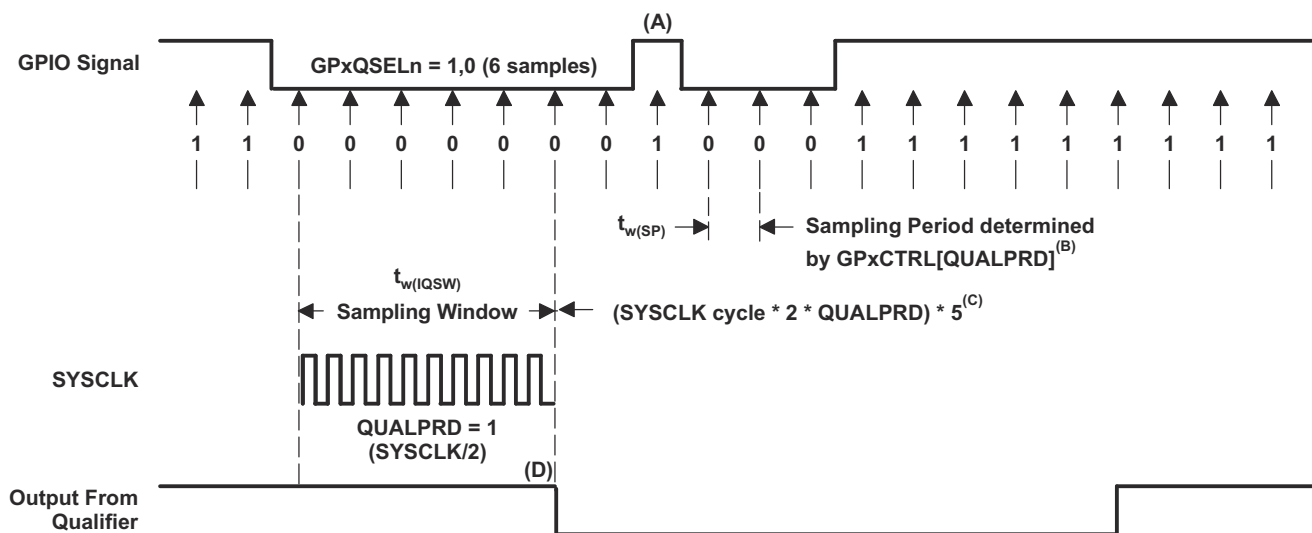 (A)
GPIO Signal
GPxQSELn = 1,0 (6 samples)
1 1 0 0 0 0 0 0 0 1 0 0 0 1 1 1 1 1 1 1 1 1
tw(SP)
Sampling Period determined
by GPxCTRL[QUALPRD](B)
tw(IQSW)
Sampling Window
(SYSCLK cycle * 2 * QUALPRD) * 5(C)
SYSCLK
QUALPRD = 1
(SYSCLK/2)
(D)
Output From
Qualifier